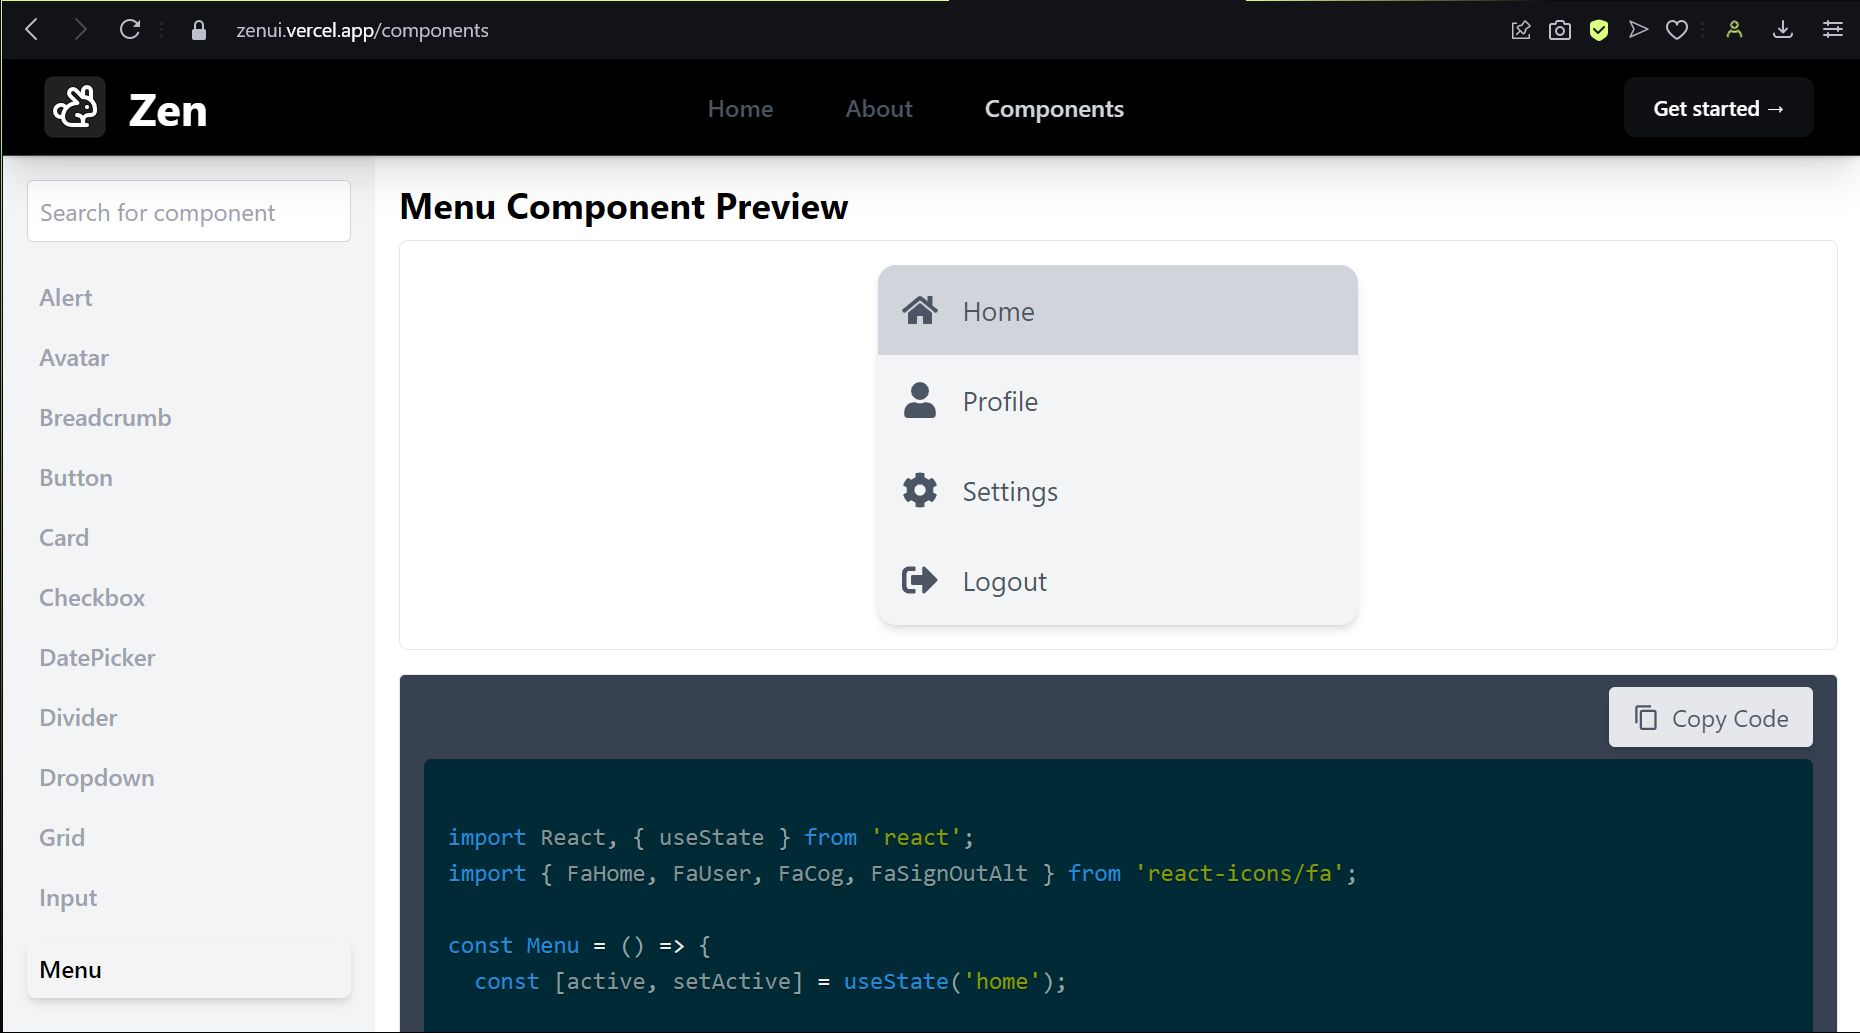 zenui.vercel.app/components
Zen
Home
About
Components
Get started →
Search for component
Alert
Avatar
Breadcrumb
Button
Card
Checkbox
DatePicker
Divider
Dropdown
Grid
Input
Menu
Menu Component Preview
Home
Profile
Settings
Logout
Copy Code
import React, { useState } from 'react';
import { FaHome, FaUser, FaCog, FaSignOutAlt } from 'react-icons/fa';
const Menu = () => {
const [active, setActive] = useState('home');